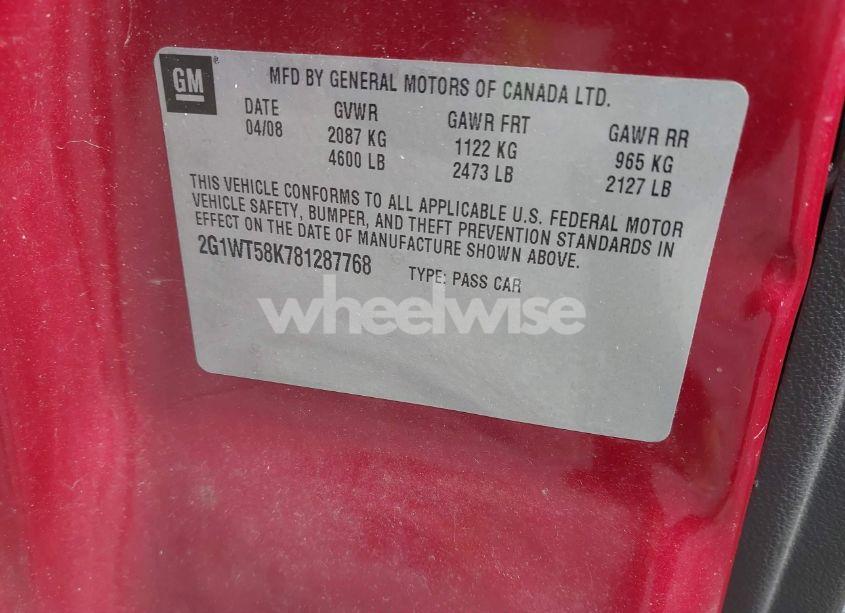 GM ®
MFD BY GENERAL MOTORS OF CANADA LTD.
DATE GVWR GAWR FRT GAWR RR
04/08 2087 KG 1122 KG 965 KG
4600 LB 2473 LB 2127 LB
THIS VEHICLE CONFORMS TO ALL APPLICABLE U.S. FEDERAL MOTOR
VEHICLE SAFETY, BUMPER, AND THEFT PREVENTION STANDARDS IN
EFFECT ON THE DATE OF MANUFACTURE SHOWN ABOVE.
2G1WT58K781287768 TYPE: PASS CAR
wheelwise